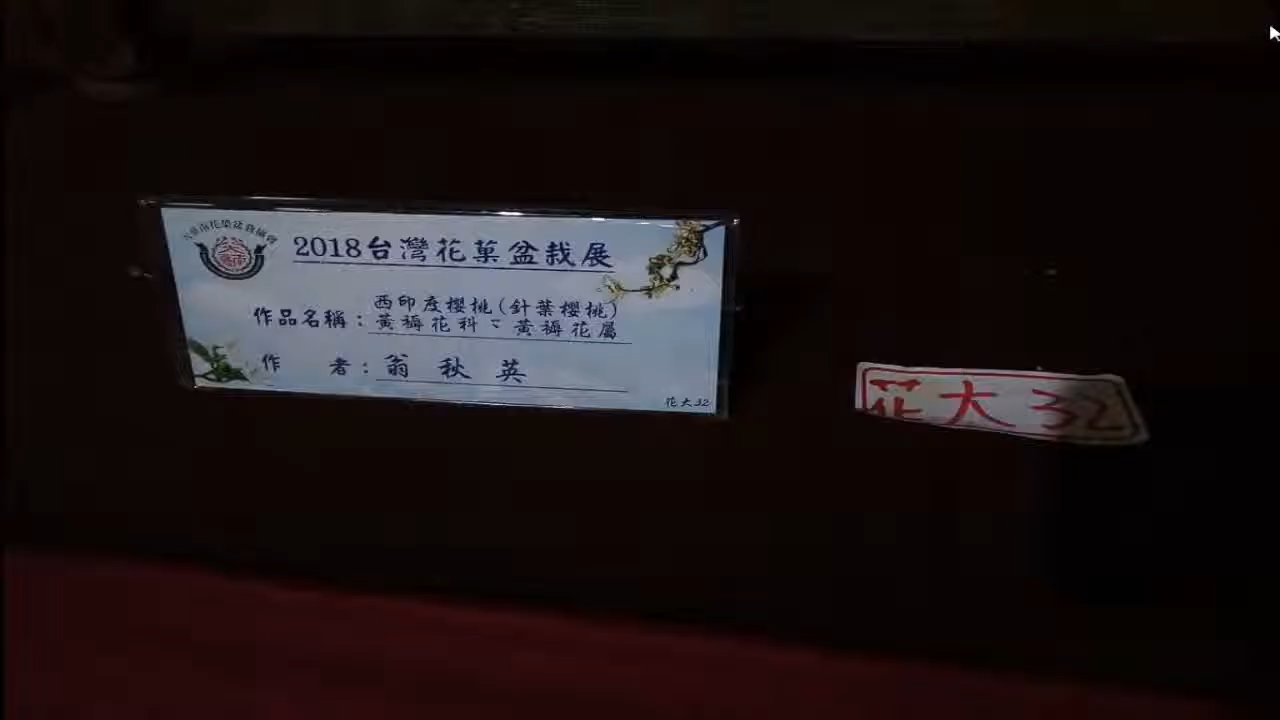 2018台灣花菓盆栽展
作品名稱：西印度櫻桃(針葉櫻桃)
黃褥花科、黃褥花屬
作 者：翁秋英
花大32
花大32